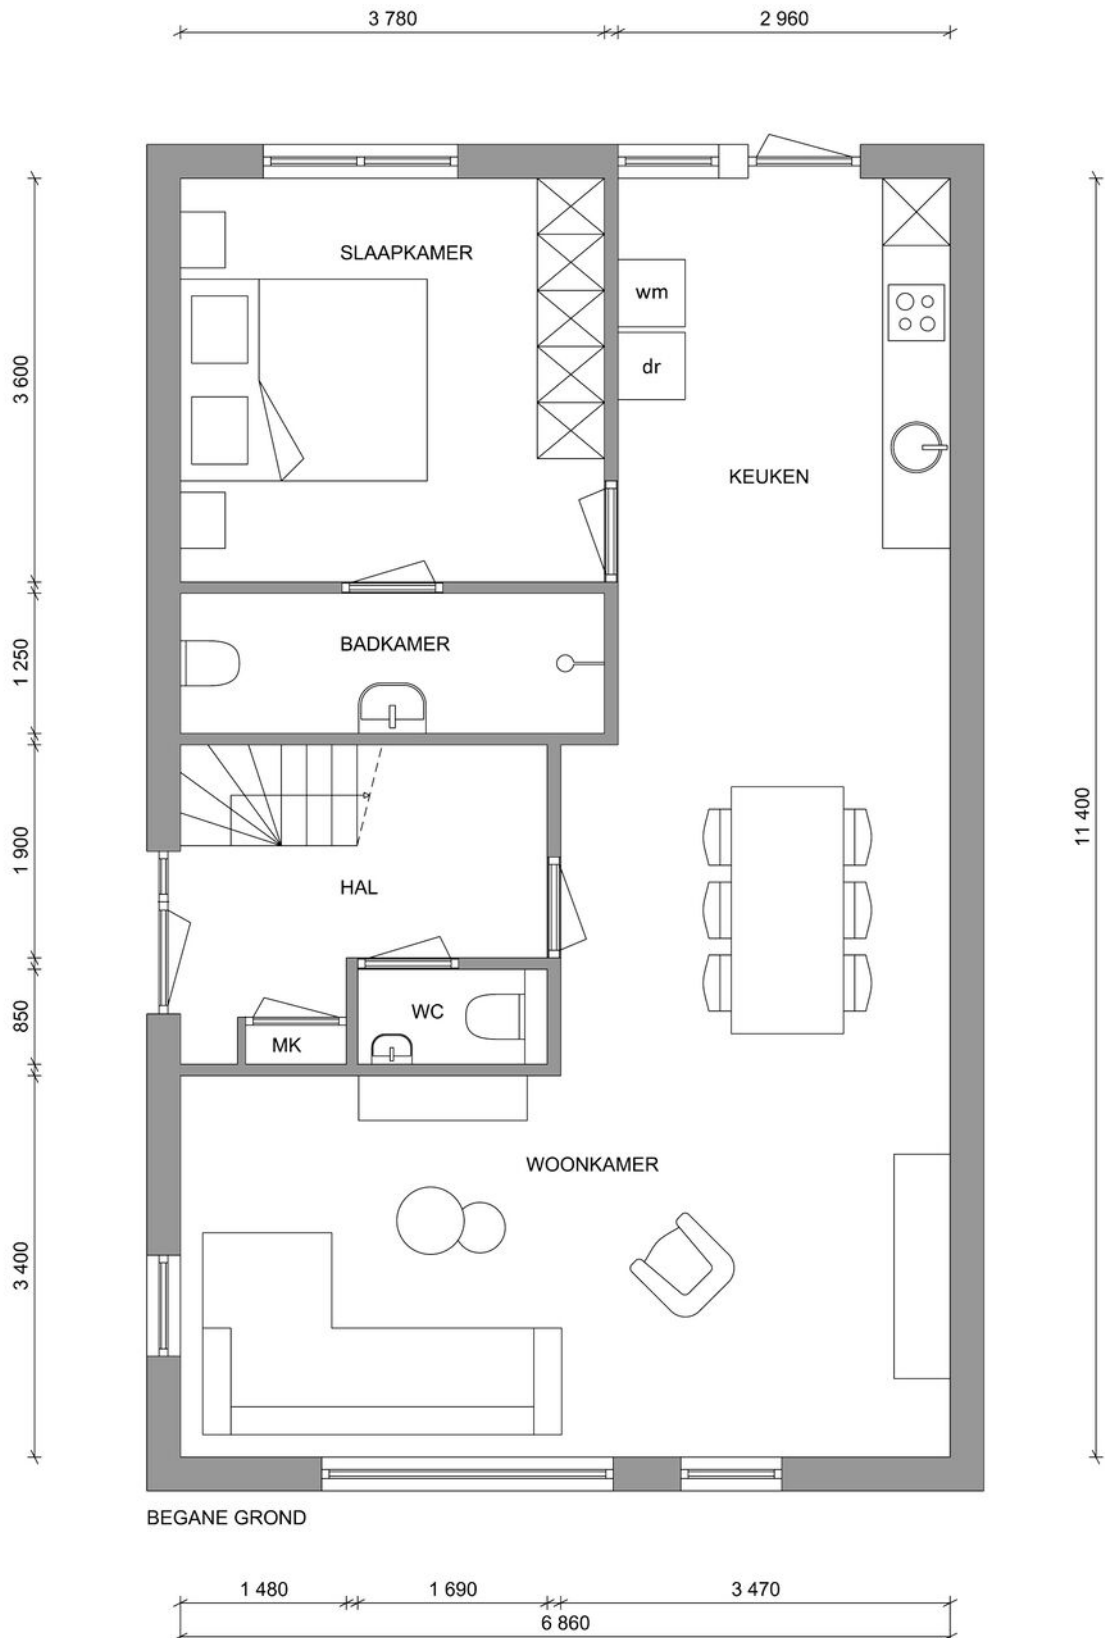 3 780
2 960
SLAAPKAMER
wm
dr
3 600
KEUKEN
BADKAMER
1 250
11 400
1 900
HAL
WC
850
MK
WOONKAMER
3 400
BEGANE GROND
1 480
1 690
3 470
6 860